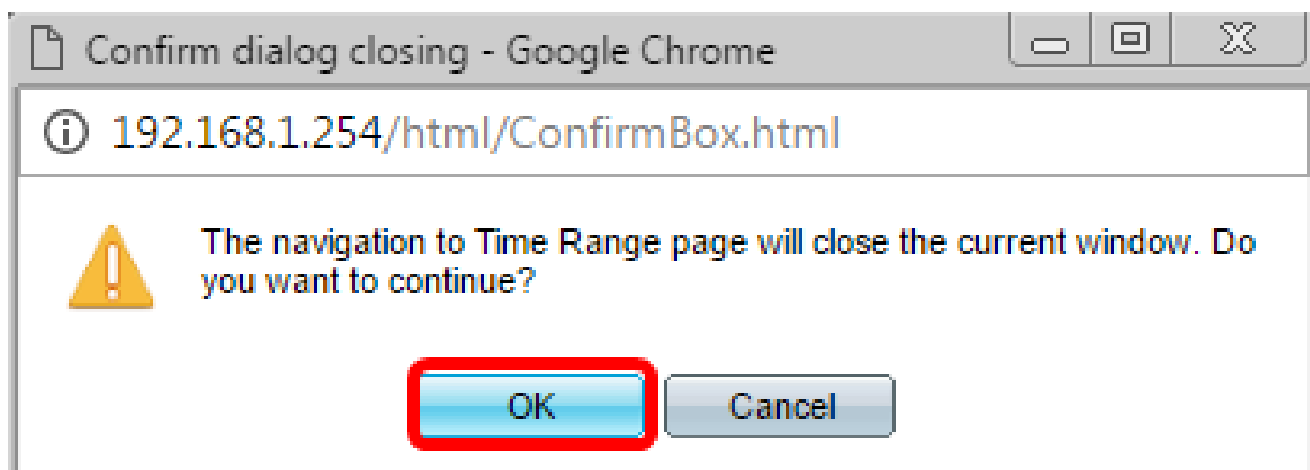 Confirm dialog closing - Google Chrome
192.168.1.254/html/ConfirmBox.html
The navigation to Time Range page will close the current window. Do
you want to continue?
OK Cancel